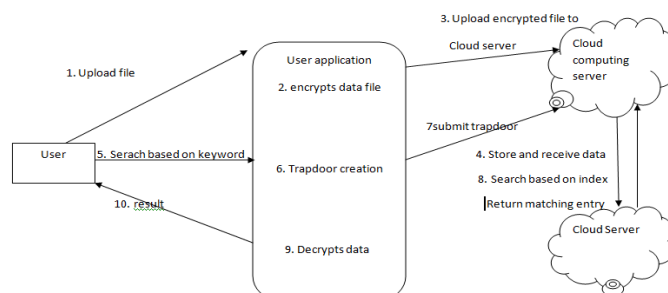 3. Upload encrypted file to
Cloud server
Cloud
computing
server
User application
1. Upload file
2. encrypts data file
7submit trapdoor
User
5. Serach based on keyword
6. Trapdoor creation
4. Store and receive data
8. Search based on index
Return matching entry
10. result
9. Decrypts data
Cloud Server